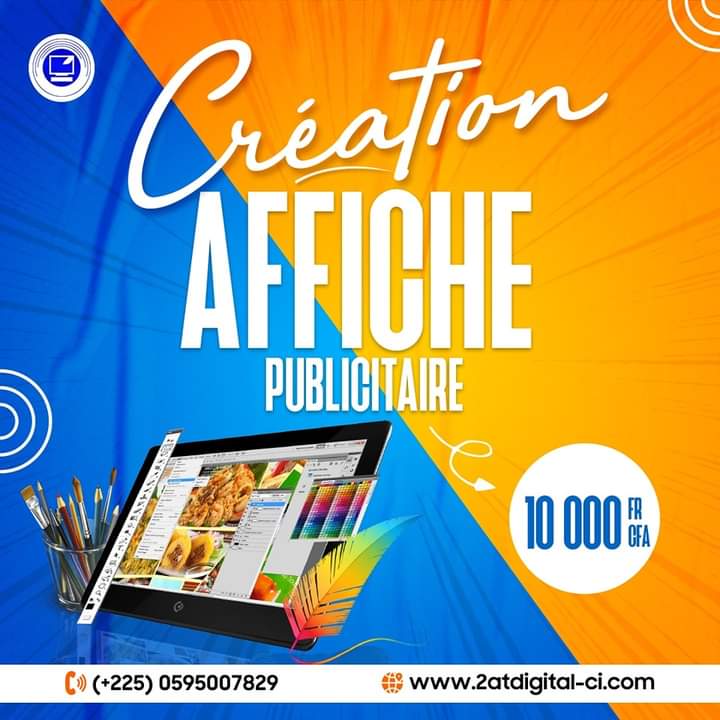 Création
AFFICHE
PUBLICITAIRE
10 000 FR CFA
(+225) 0595007829
www.2atdigital-ci.com